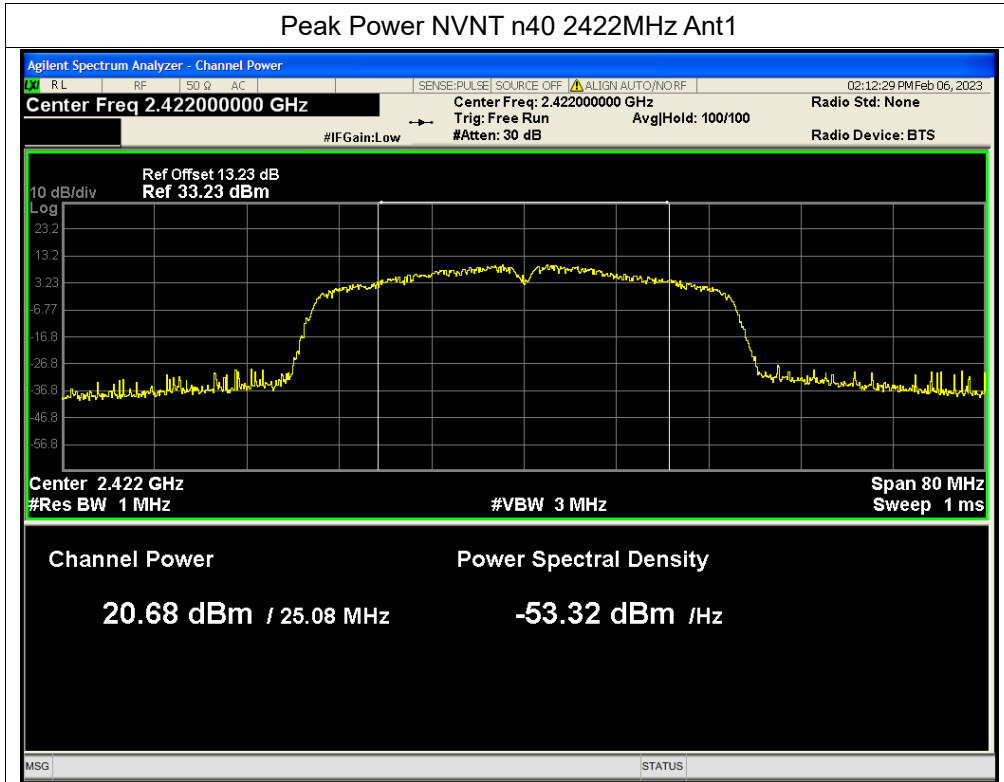 Peak Power NVNT n40 2422MHz Ant1
Agilent Spectrum Analyzer - Channel Power
LXI RL RF 50 Ω AC SENSE:PULSE SOURCE OFF ALIGN AUTO/NO RF 02:12:29 PM Feb 06, 2023
Center Freq 2.422000000 GHz Center Freq: 2.422000000 GHz Radio Std: None
Trig: Free Run Avg|Hold: 100/100
#IFGain:Low #Atten: 30 dB Radio Device: BTS
Ref Offset 13.23 dB
10 dB/div Ref 33.23 dBm
Log
23.2
13.2
3.23
-6.77
-16.8
-26.8
-36.8
-46.8
-56.8
Center 2.422 GHz Span 80 MHz
#Res BW 1 MHz #VBW 3 MHz Sweep 1 ms
Channel Power Power Spectral Density
20.68 dBm / 25.08 MHz -53.32 dBm /Hz
MSG STATUS